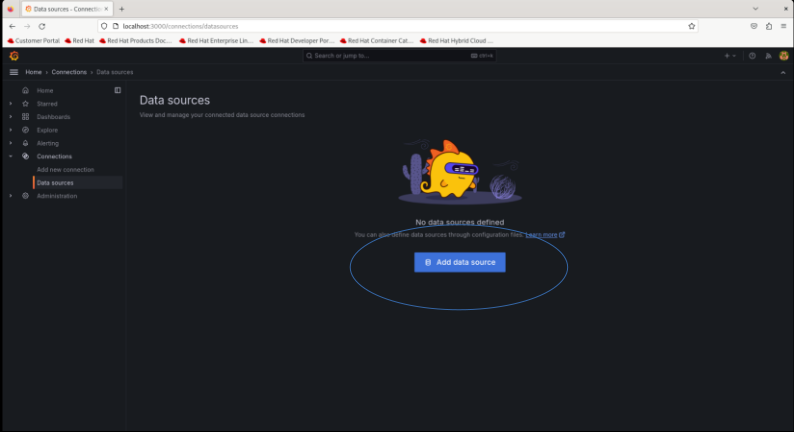 Data sources - Connectio
localhost:3000/connections/datasources
Customer Portal Red Hat Red Hat Products Doc... Red Hat Enterprise Lin... Red Hat Developer Por... Red Hat Container Cat... Red Hat Hybrid Cloud ...
Search or jump to...
Home > Connections > Data sources
Home
Starred
Dashboards
Explore
Alerting
Connections
Add new connection
Data sources
Administration
Data sources
View and manage your connected data source connections
No data sources defined
You can also define data sources through configuration files. Learn more
Add data source